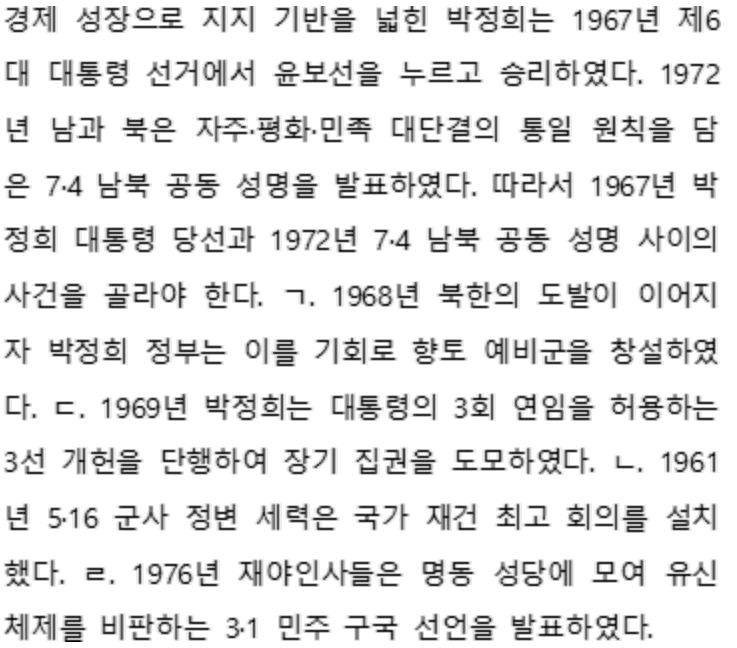 경제 성장으로 지지 기반을 넓힌 박정희는 1967년 제6
대 대통령 선거에서 윤보선을 누르고 승리하였다. 1972
년 남과 북은 자주·평화·민족 대단결의 통일 원칙을 담
은 7·4 남북 공동 성명을 발표하였다. 따라서 1967년 박
정희 대통령 당선과 1972년 7·4 남북 공동 성명 사이의
사건을 골라야 한다. ㄱ. 1968년 북한의 도발이 이어지
자 박정희 정부는 이를 기회로 향토 예비군을 창설하였
다. ㄷ. 1969년 박정희는 대통령의 3회 연임을 허용하는
3선 개헌을 단행하여 장기 집권을 도모하였다. ㄴ. 1961
년 5·16 군사 정변 세력은 국가 재건 최고 회의를 설치
했다. ㄹ. 1976년 재야인사들은 명동 성당에 모여 유신
체제를 비판하는 3·1 민주 구국 선언을 발표하였다.